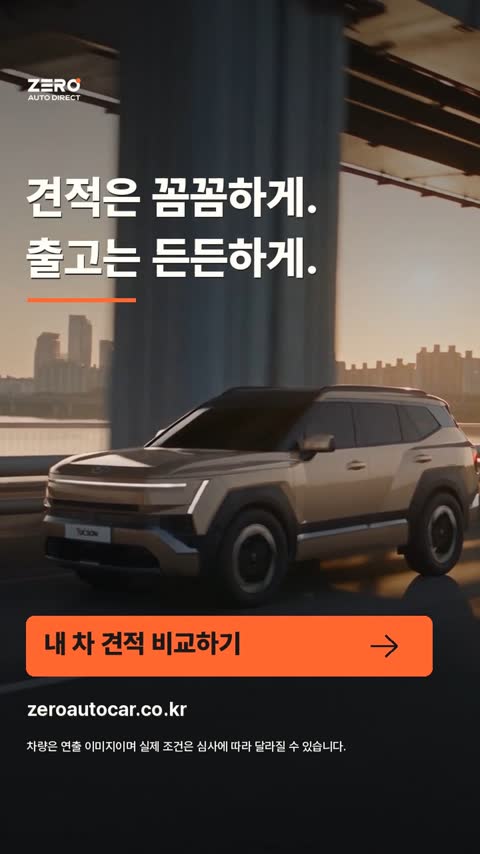 ZERO
AUTO DIRECT
견적은 꼼꼼하게.
출고는 든든하게.
TUCSON
내 차 견적 비교하기
zeroautocar.co.kr
차량은 연출 이미지이며 실제 조건은 심사에 따라 달라질 수 있습니다.